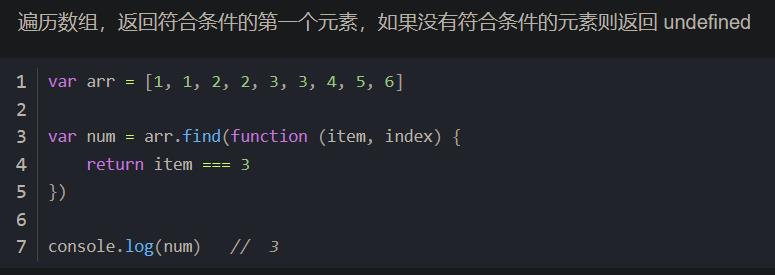 遍历数组，返回符合条件的第一个元素，如果没有符合条件的元素则返回 undefined
1 var arr = [1, 1, 2, 2, 3, 3, 4, 5, 6]
2
3 var num = arr.find(function (item, index) {
4     return item === 3
5 })
6
7 console.log(num)   //  3